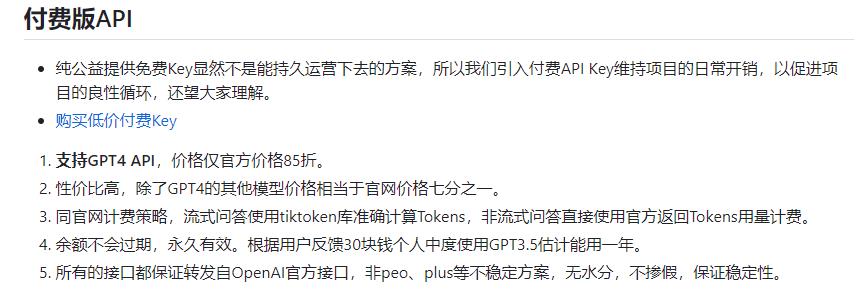 付费版API
纯公益提供免费Key显然不是能持久运营下去的方案，所以我们引入付费API Key维持项目的日常开销，以促进项
目的良性循环，还望大家理解。
购买低价付费Key
1. 支持GPT4 API，价格仅官方价格85折。
2. 性价比高，除了GPT4的其他模型价格相当于官网价格七分之一。
3. 同官网计费策略，流式问答使用tiktoken库准确计算Tokens，非流式问答直接使用官方返回Tokens用量计费。
4. 余额不会过期，永久有效。根据用户反馈30块钱个人中度使用GPT3.5估计能用一年。
5. 所有的接口都保证转发自OpenAI官方接口，非peo、plus等不稳定方案，无水分，不掺假，保证稳定性。